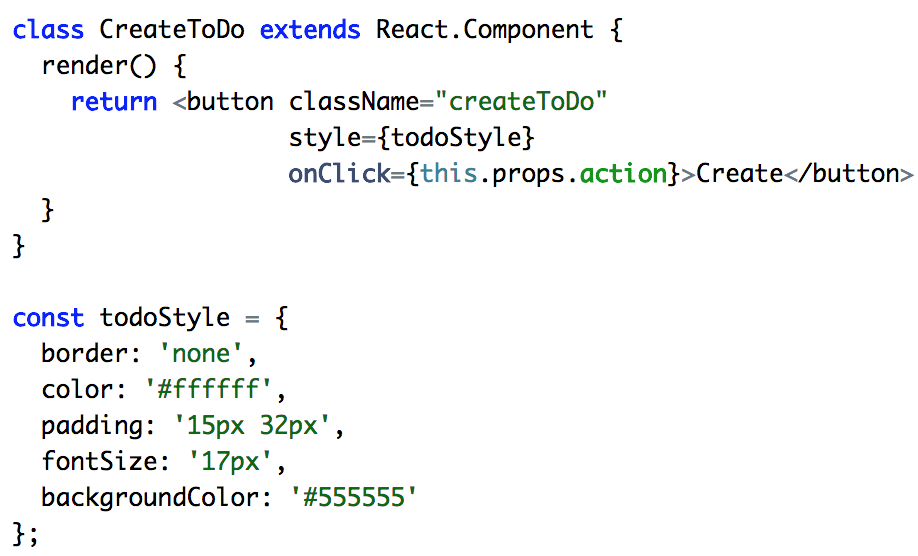 class CreateToDo extends React.Component {
  render() {
    return <button className="createToDo"
                   style={todoStyle}
                   onClick={this.props.action}>Create</button>
  }
}

const todoStyle = {
  border: 'none',
  color: '#ffffff',
  padding: '15px 32px',
  fontSize: '17px',
  backgroundColor: '#555555'
};